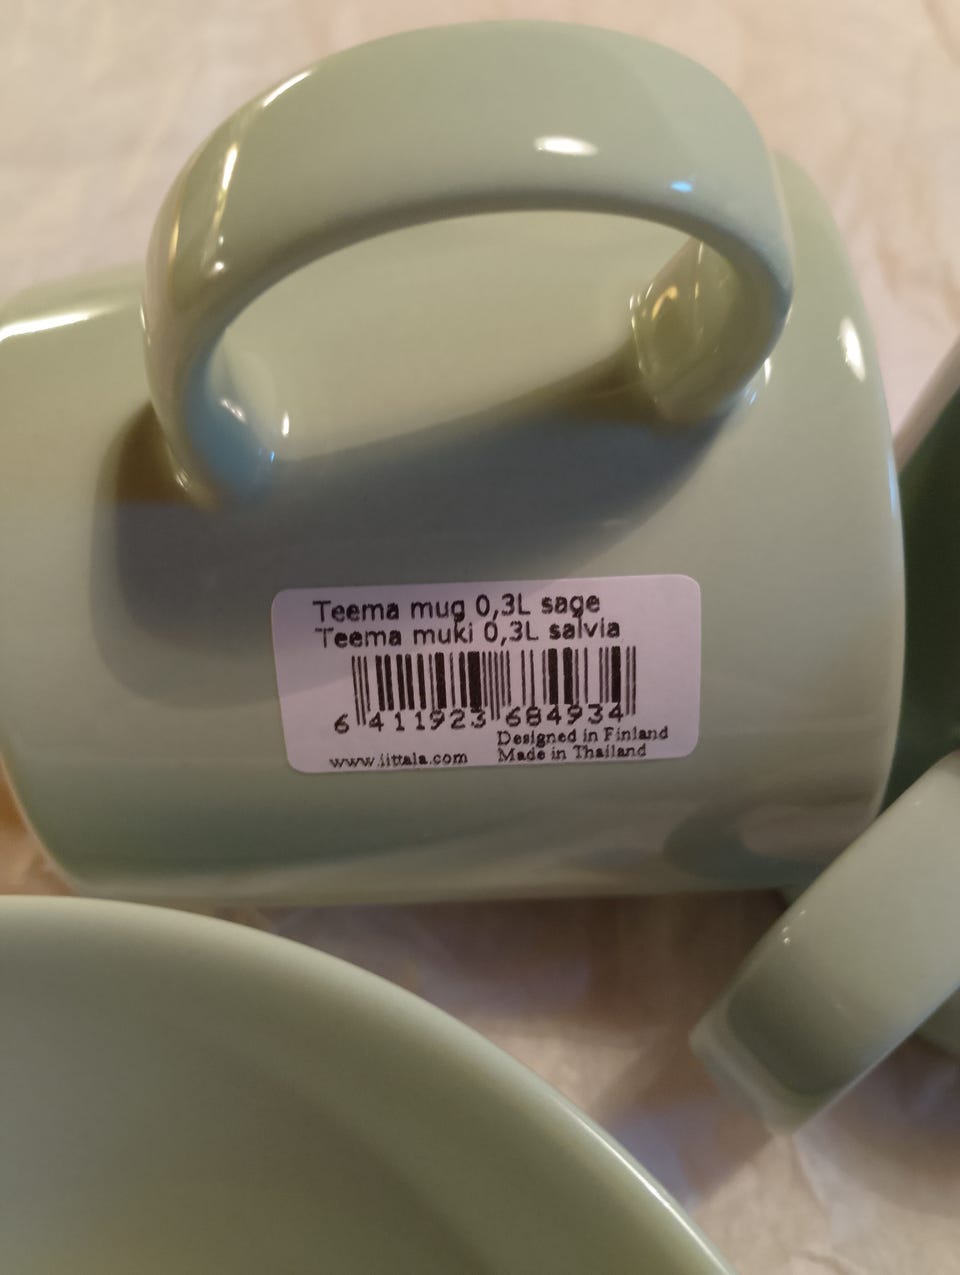 Teema mug 0,3L sage
Teema muki 0,3L salvia
6 411923 684934
Designed in Finland
www.iittala.com Made in Thailand